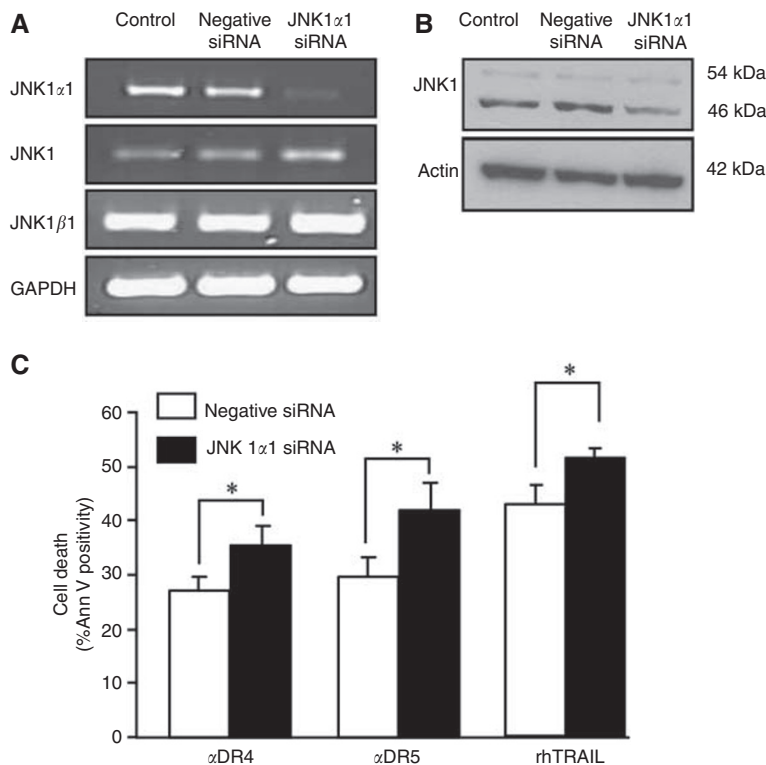 A
Control
Negative
siRNA
JNK1α1
siRNA
JNK1α1
JNK1
JNK1β1
GAPDH
B
Control
Negative
siRNA
JNK1α1
siRNA
JNK1
54 kDa
46 kDa
Actin
42 kDa
C
Negative siRNA
JNK 1α1 siRNA
Cell death
(%Ann V positivity)
60
50
40
30
20
10
0
*
*
*
αDR4
αDR5
rhTRAIL